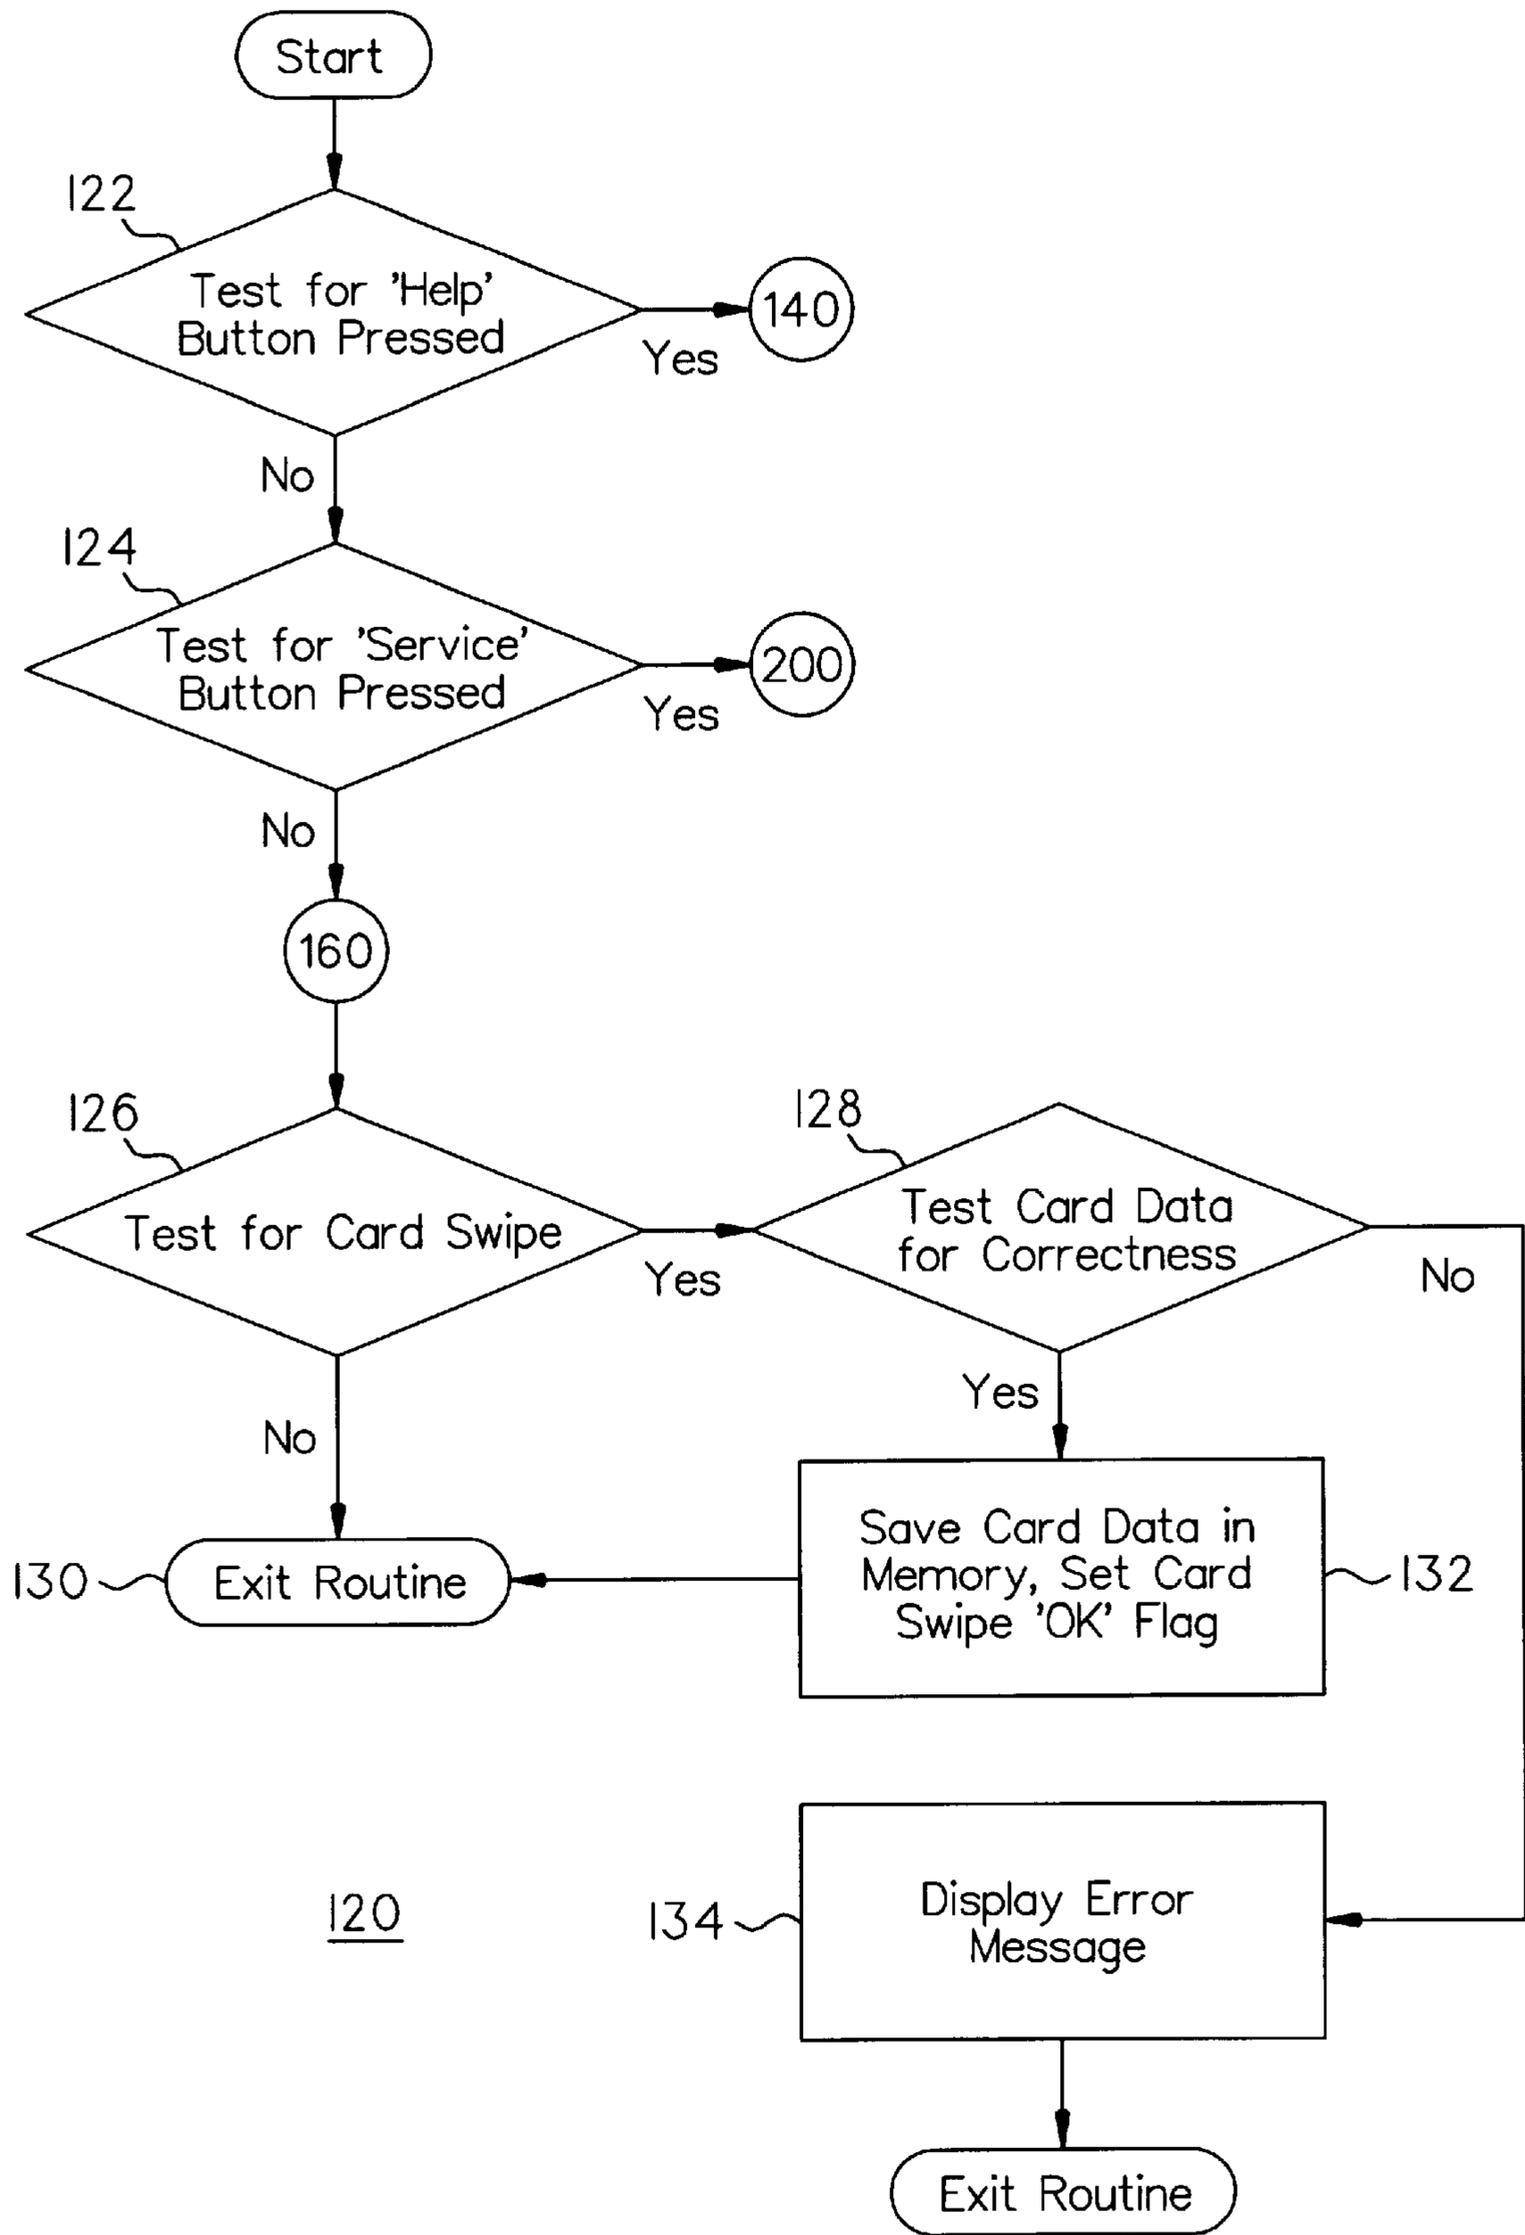 Start
122
Test for 'Help'
Button Pressed
140
Yes
No
124
Test for 'Service'
Button Pressed
200
Yes
No
160
126
Test for Card Swipe
Yes
128
Test Card Data
for Correctness
No
Yes
No
130
Exit Routine
Save Card Data in
Memory, Set Card
Swipe 'OK' Flag
132
120
134
Display Error
Message
Exit Routine